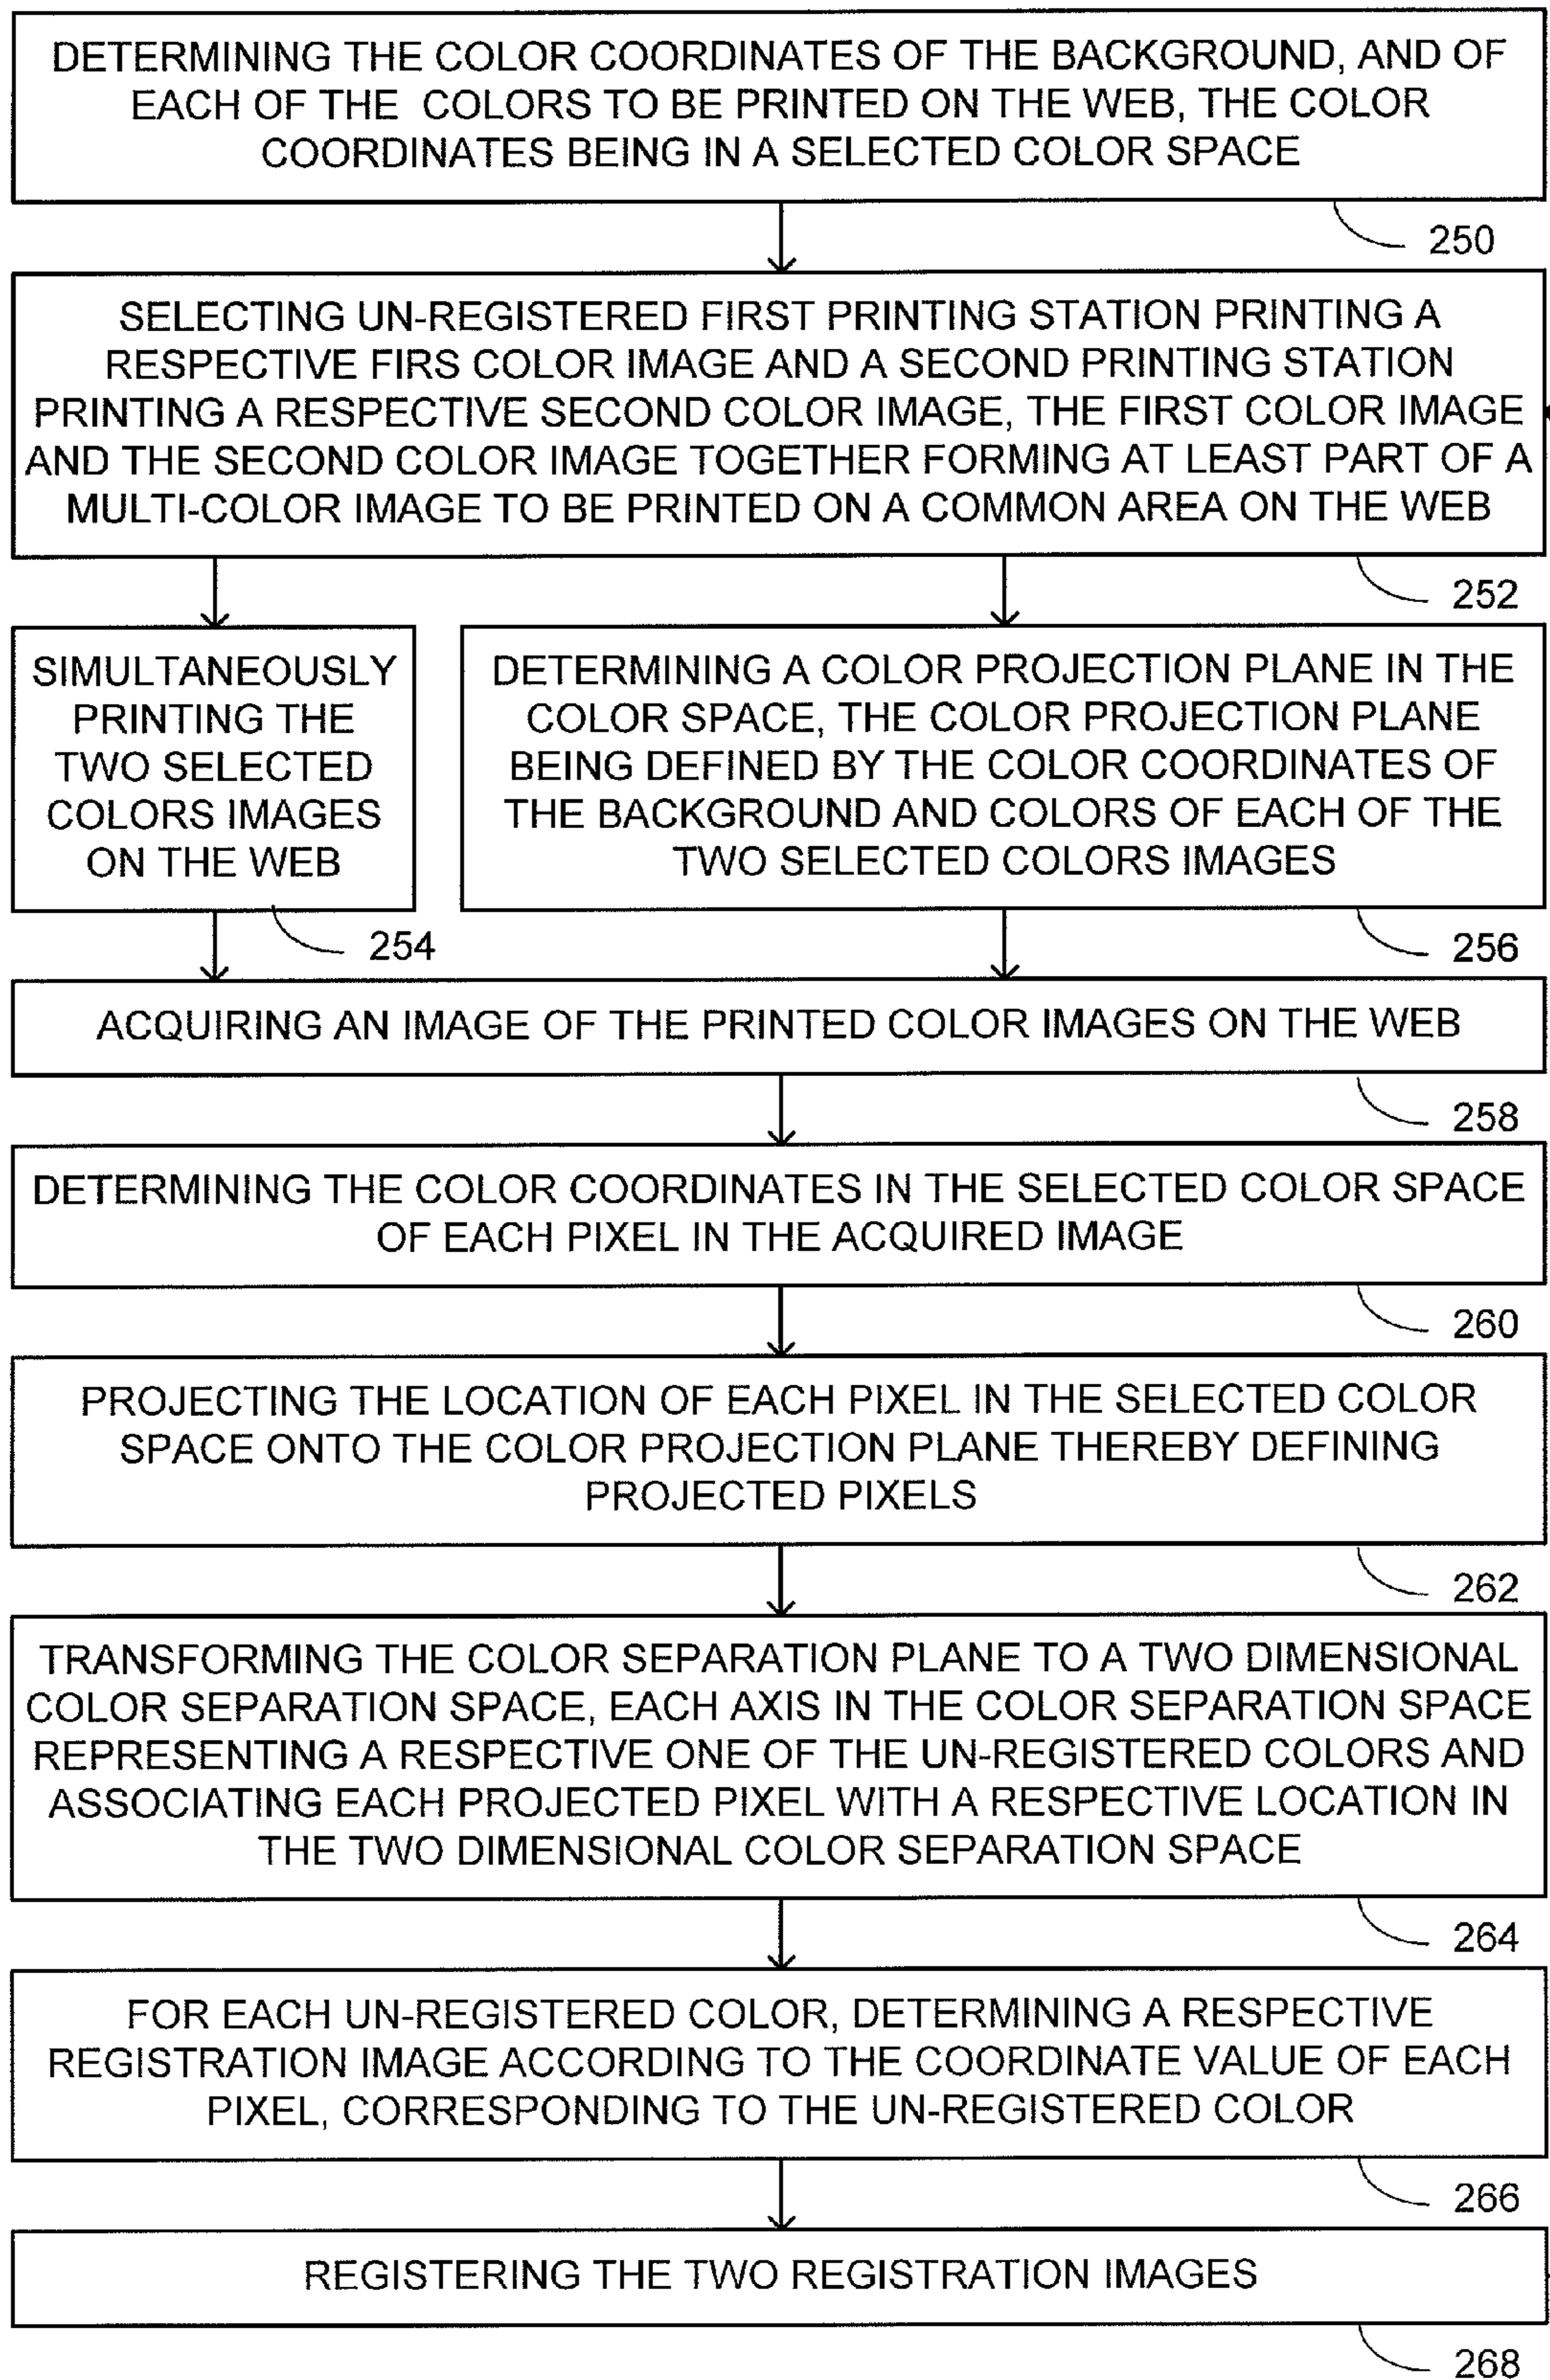 DETERMINING THE COLOR COORDINATES OF THE BACKGROUND, AND OF
EACH OF THE COLORS TO BE PRINTED ON THE WEB, THE COLOR
COORDINATES BEING IN A SELECTED COLOR SPACE
250
SELECTING UN-REGISTERED FIRST PRINTING STATION PRINTING A
RESPECTIVE FIRS COLOR IMAGE AND A SECOND PRINTING STATION
PRINTING A RESPECTIVE SECOND COLOR IMAGE, THE FIRST COLOR IMAGE
AND THE SECOND COLOR IMAGE TOGETHER FORMING AT LEAST PART OF A
MULTI-COLOR IMAGE TO BE PRINTED ON A COMMON AREA ON THE WEB
252
SIMULTANEOUSLY
PRINTING THE
TWO SELECTED
COLORS IMAGES
ON THE WEB
254
DETERMINING A COLOR PROJECTION PLANE IN THE
COLOR SPACE, THE COLOR PROJECTION PLANE
BEING DEFINED BY THE COLOR COORDINATES OF
THE BACKGROUND AND COLORS OF EACH OF THE
TWO SELECTED COLORS IMAGES
256
ACQUIRING AN IMAGE OF THE PRINTED COLOR IMAGES ON THE WEB
258
DETERMINING THE COLOR COORDINATES IN THE SELECTED COLOR SPACE
OF EACH PIXEL IN THE ACQUIRED IMAGE
260
PROJECTING THE LOCATION OF EACH PIXEL IN THE SELECTED COLOR
SPACE ONTO THE COLOR PROJECTION PLANE THEREBY DEFINING
PROJECTED PIXELS
262
TRANSFORMING THE COLOR SEPARATION PLANE TO A TWO DIMENSIONAL
COLOR SEPARATION SPACE, EACH AXIS IN THE COLOR SEPARATION SPACE
REPRESENTING A RESPECTIVE ONE OF THE UN-REGISTERED COLORS AND
ASSOCIATING EACH PROJECTED PIXEL WITH A RESPECTIVE LOCATION IN
THE TWO DIMENSIONAL COLOR SEPARATION SPACE
264
FOR EACH UN-REGISTERED COLOR, DETERMINING A RESPECTIVE
REGISTRATION IMAGE ACCORDING TO THE COORDINATE VALUE OF EACH
PIXEL, CORRESPONDING TO THE UN-REGISTERED COLOR
266
REGISTERING THE TWO REGISTRATION IMAGES
268